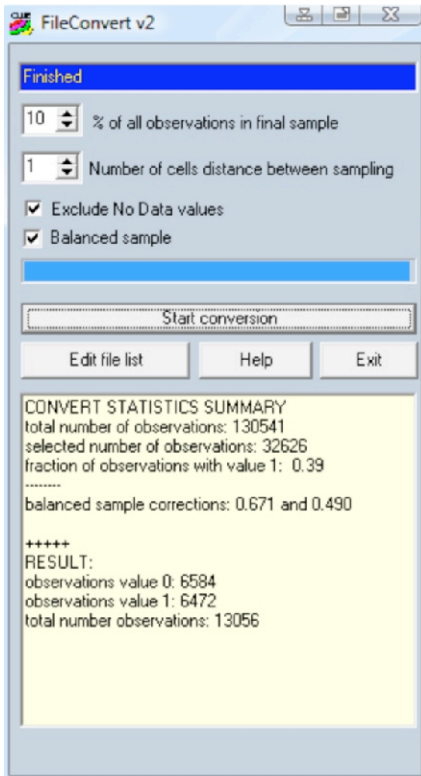 FileConvert v2
Finished
10 % of all observations in final sample
1 Number of cells distance between sampling
Exclude No Data values
Balanced sample
Start conversion
Edit file list Help Exit
CONVERT STATISTICS SUMMARY
total number of observations: 130541
selected number of observations: 32626
fraction of observations with value 1: 0.39
--------
balanced sample corrections: 0.671 and 0.490
+++++
RESULT:
observations value 0: 6584
observations value 1: 6472
total number observations: 13056